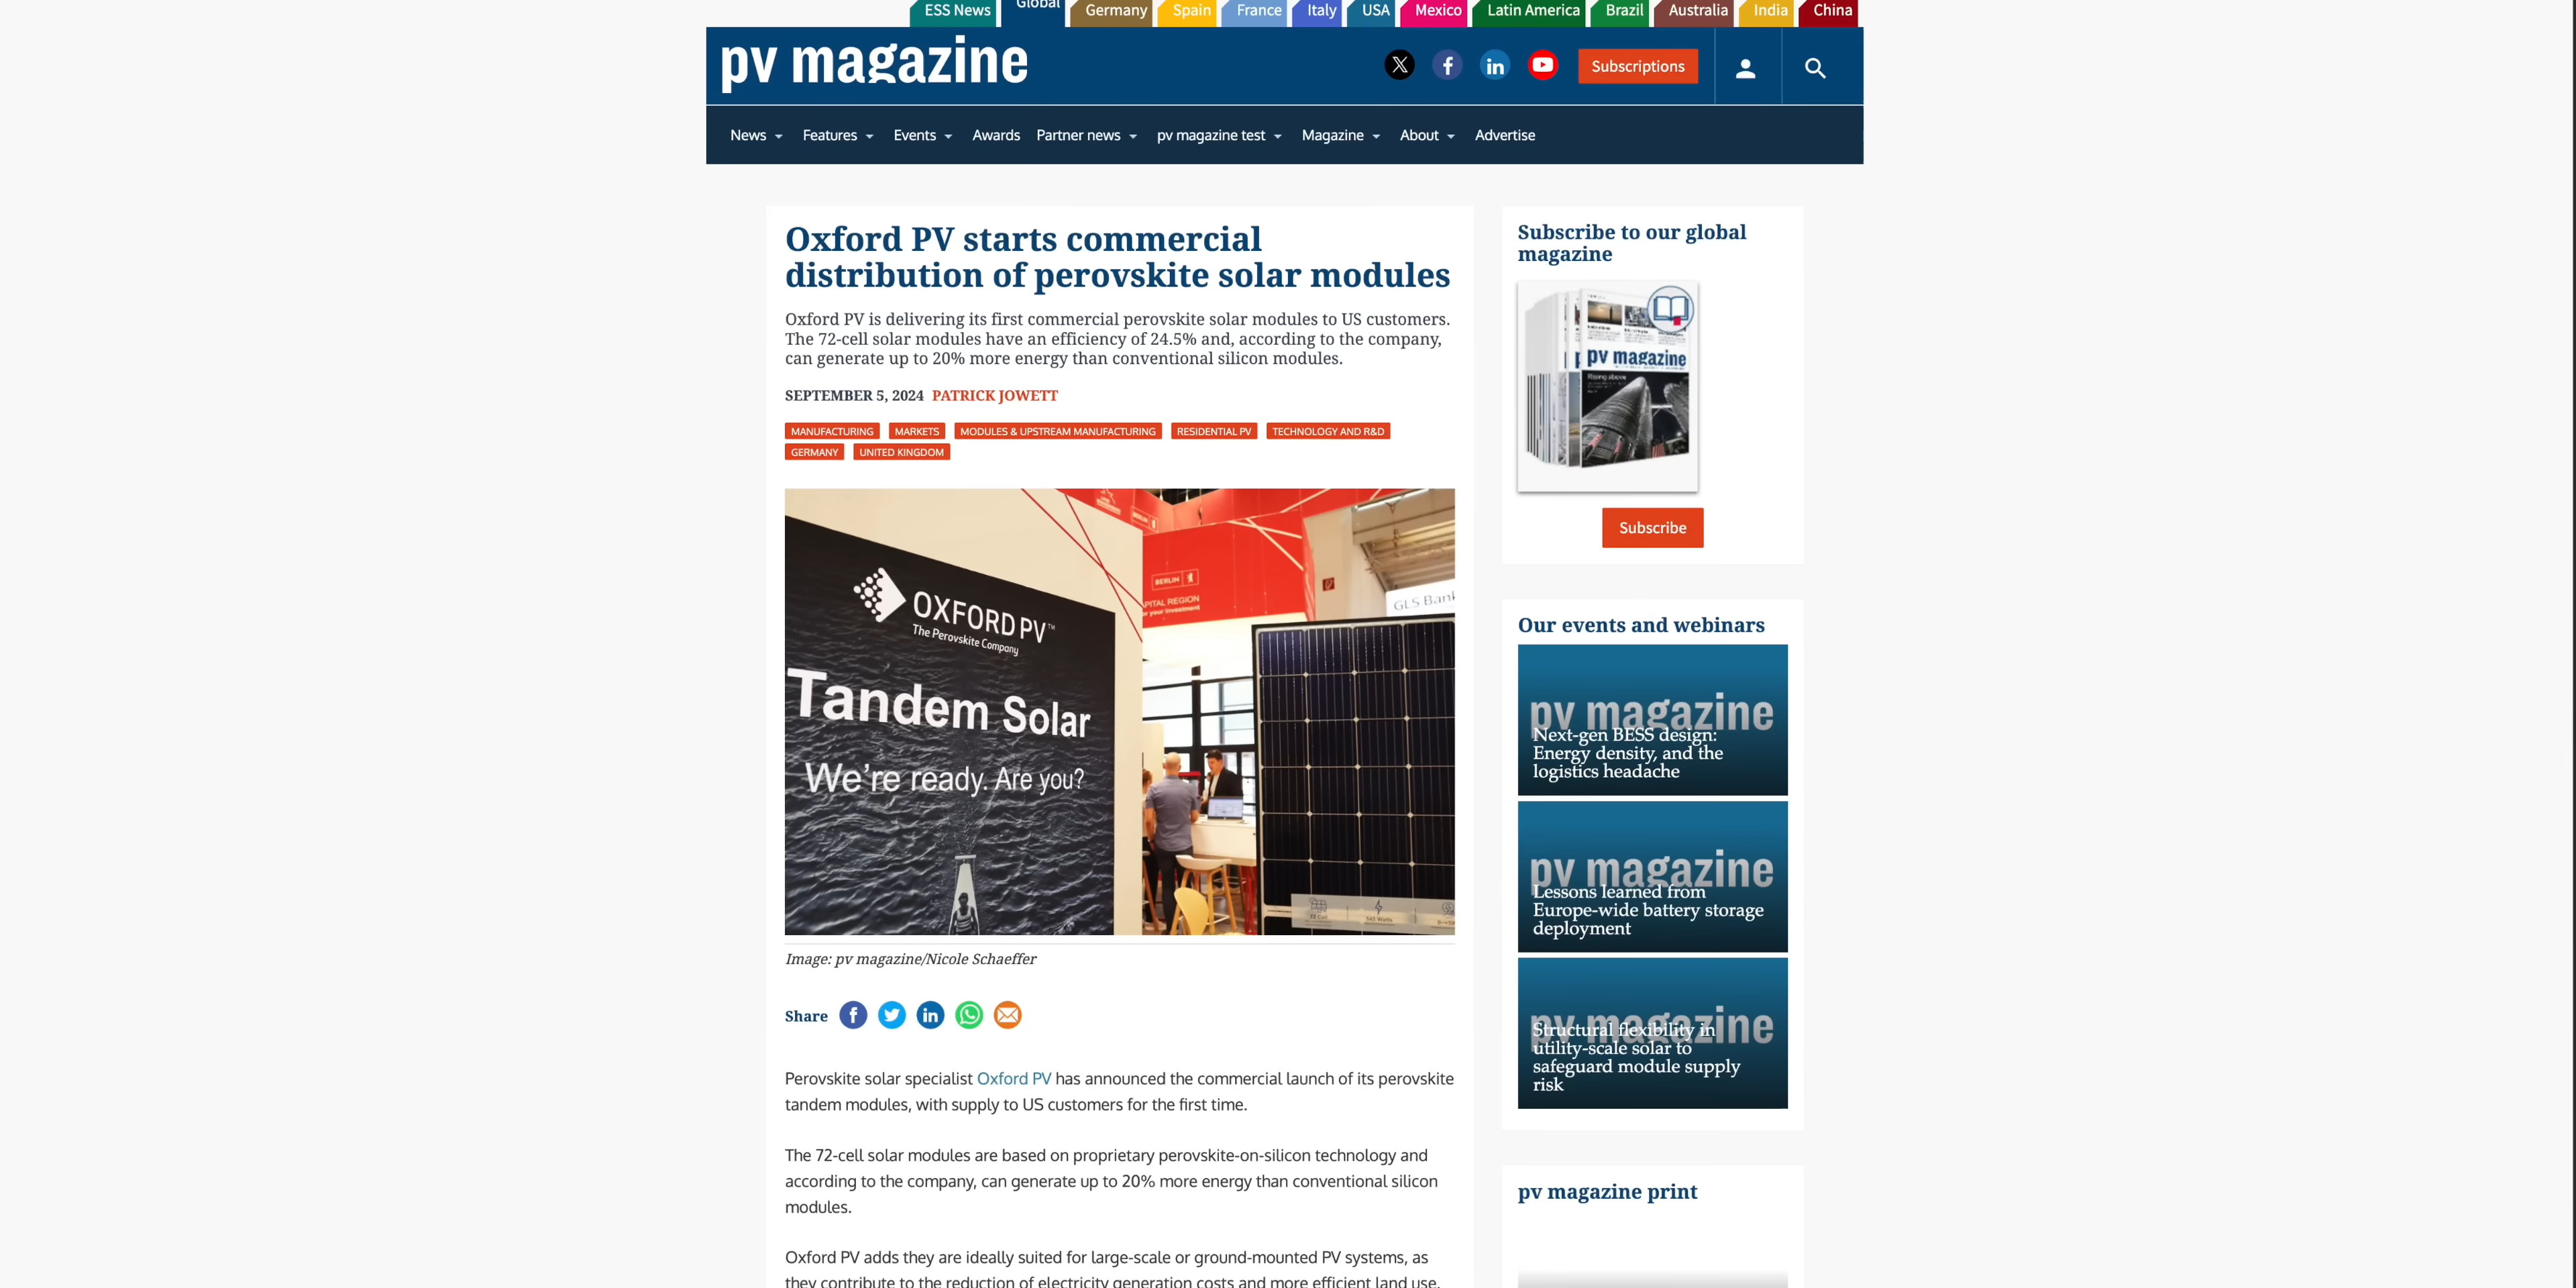 ESS News
Global
Germany
Spain
France
Italy
USA
Mexico
Latin America
Brazil
Australia
India
China
pv magazine
Subscriptions
News
Features
Events
Awards
Partner news
pv magazine test
Magazine
About
Advertise
Oxford PV starts commercial
distribution of perovskite solar modules
Oxford PV is delivering its first commercial perovskite solar modules to US customers.
The 72-cell solar modules have an efficiency of 24.5% and, according to the company,
can generate up to 20% more energy than conventional silicon modules.
SEPTEMBER 5, 2024 PATRICK JOWETT
MANUFACTURING
MARKETS
MODULES & UPSTREAM MANUFACTURING
RESIDENTIAL PV
TECHNOLOGY AND R&D
GERMANY
UNITED KINGDOM
OXFORD PV™
The Perovskite Company
Tandem Solar
We're ready. Are you?
BERLIN
PITAL REGION
your investment
GLS Bank
Image: pv magazine/Nicole Schaeffer
Share
Perovskite solar specialist Oxford PV has announced the commercial launch of its perovskite
tandem modules, with supply to US customers for the first time.
The 72-cell solar modules are based on proprietary perovskite-on-silicon technology and
according to the company, can generate up to 20% more energy than conventional silicon
modules.
Oxford PV adds they are ideally suited for large-scale or ground-mounted PV systems, as
they contribute to the reduction of electricity generation costs and more efficient land use.
Subscribe to our global
magazine
pv magazine
Rising above
Subscribe
Our events and webinars
pv magazine
Next-gen BESS design:
Energy density, and the
logistics headache
pv magazine
Lessons learned from
Europe-wide battery storage
deployment
pv magazine
Structural flexibility in
utility-scale solar to
safeguard module supply
risk
pv magazine print